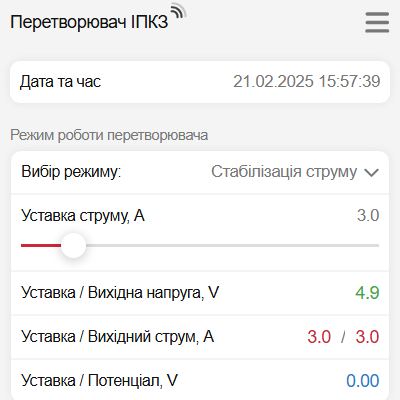 Перетворювач ІПКЗ
Дата та час 21.02.2025 15:57:39
Режим роботи перетворювача
Вибір режиму: Стабілізація струму
Уставка струму, А 3.0
Уставка / Вихідна напруга, V 4.9
Уставка / Вихідний струм, А 3.0 / 3.0
Уставка / Потенціал, V 0.00